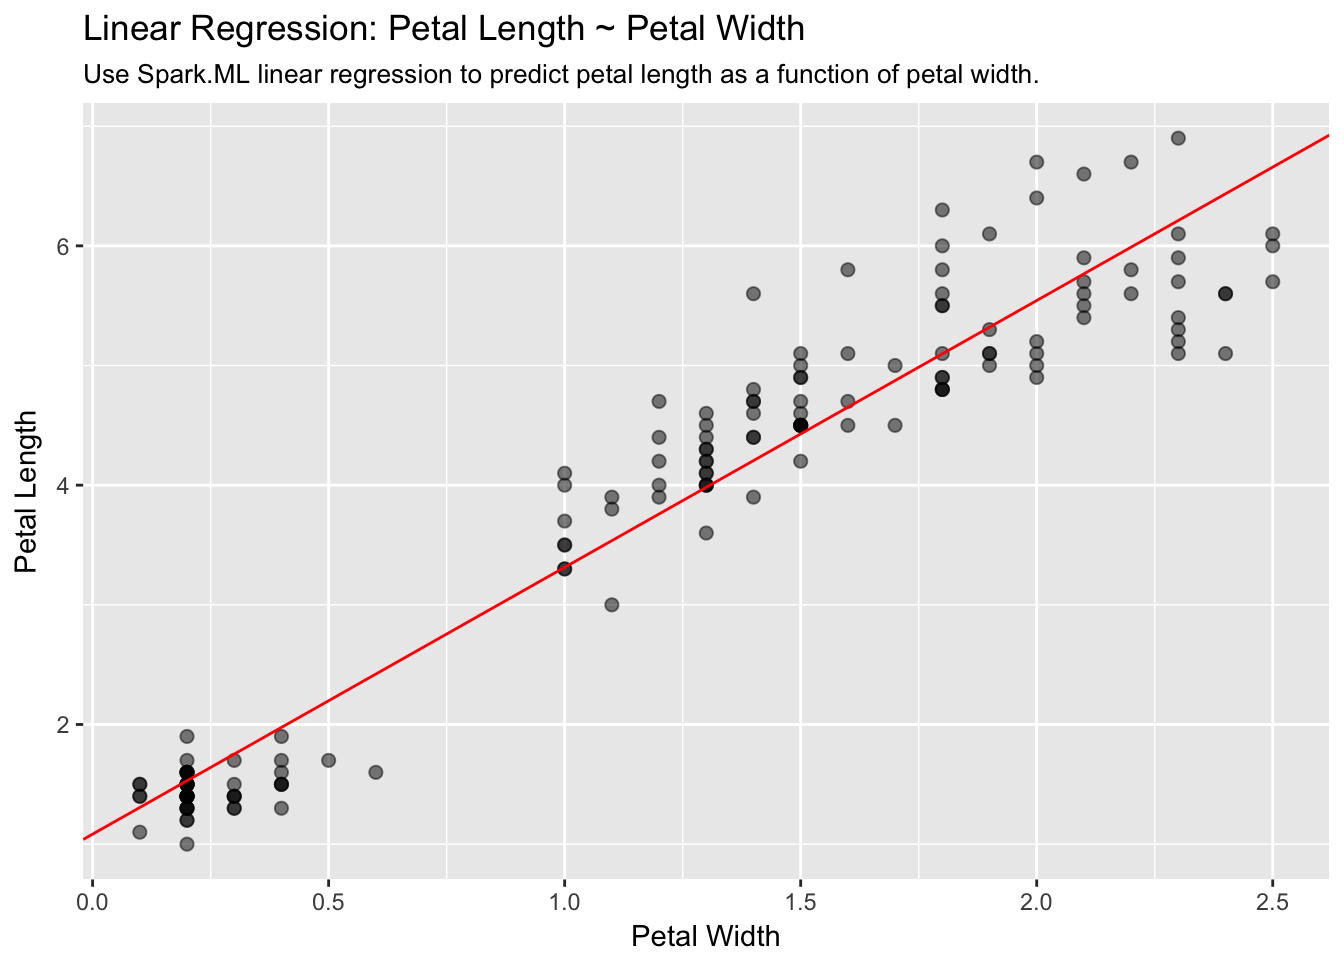 Linear Regression: Petal Length ~ Petal Width
Use Spark.ML linear regression to predict petal length as a function of petal width.
Petal Length
6
4
2
0.0 0.5 1.0 1.5 2.0 2.5
Petal Width